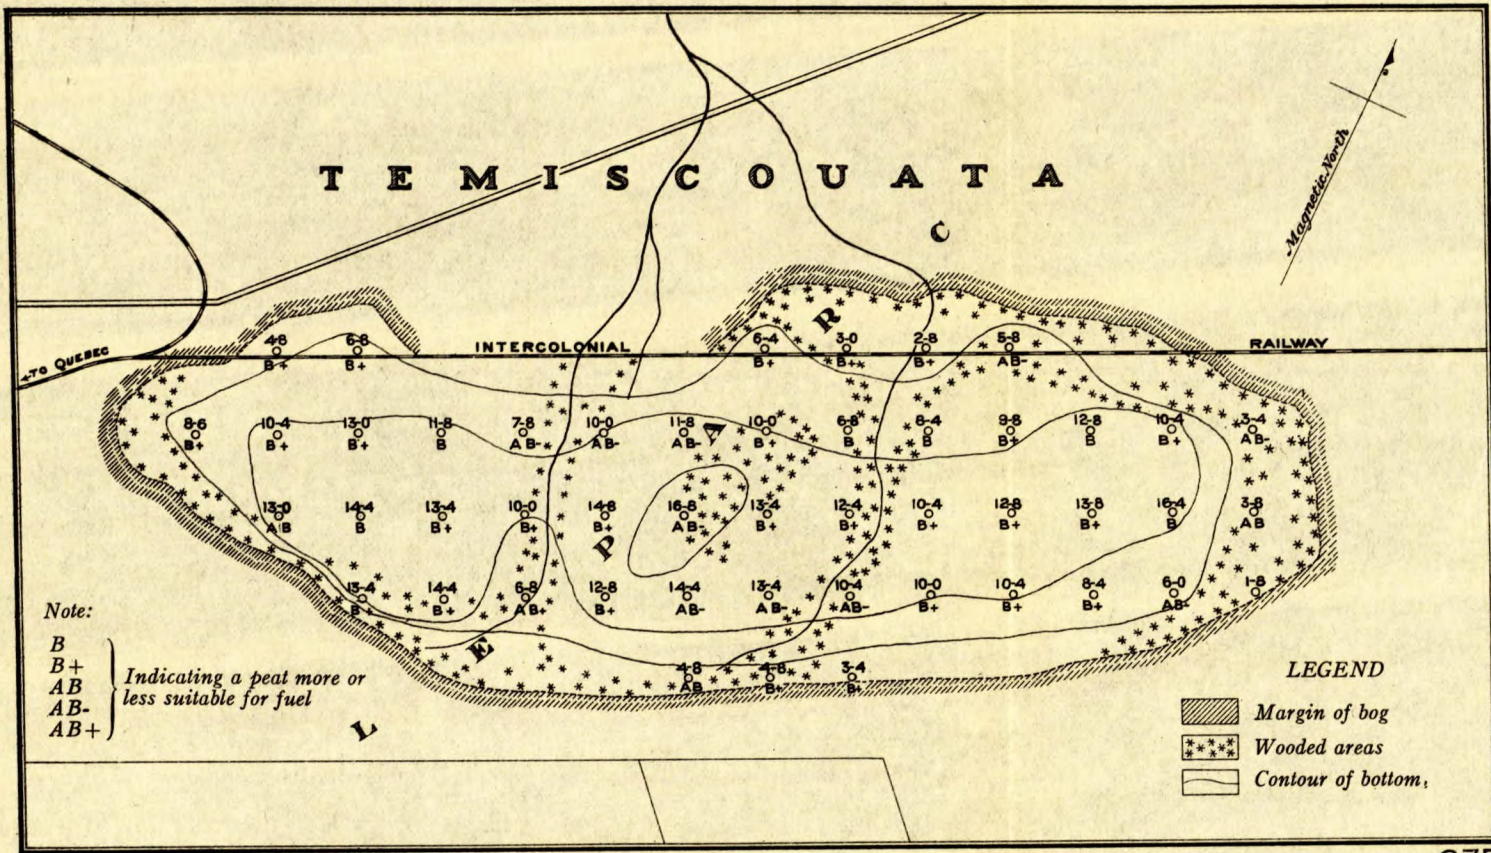 TEMISCOUATA
Magnetic North
C
R
INTERCOLONIAL RAILWAY
TO QUEBEC
4-8 6-8 6-4 3-0 2-8 5-8
B+ B+ B+ B+ B+ AB-
8-6 10-4 13-0 11-8 7-8 10-0 11-8 10-0 6-8 8-4 9-8 12-8 10-4 3-4
B+ B+ B+ B AB- AB- AB- B+ B B B+ B B+ AB-
A
13-0 14-4 13-4 10-0 14-8 16-8 13-4 12-4 10-4 12-8 13-8 16-4 3-8
AB B B+ B+ B+ AB- B+ B+ B+ B+ B+ B AB
P
13-4 14-4 6-8 12-8 14-4 13-4 10-4 10-0 10-4 8-4 6-0 1-8
B+ B+ AB+ B+ AB- AB- AB- B+ B+ B+ AB-
E
4-8 4-8 3-4
AB B+ B+
L
Note:
B
B+
AB
AB-
AB+
Indicating a peat more or
less suitable for fuel
LEGEND
Margin of bog
Wooded areas
Contour of bottom